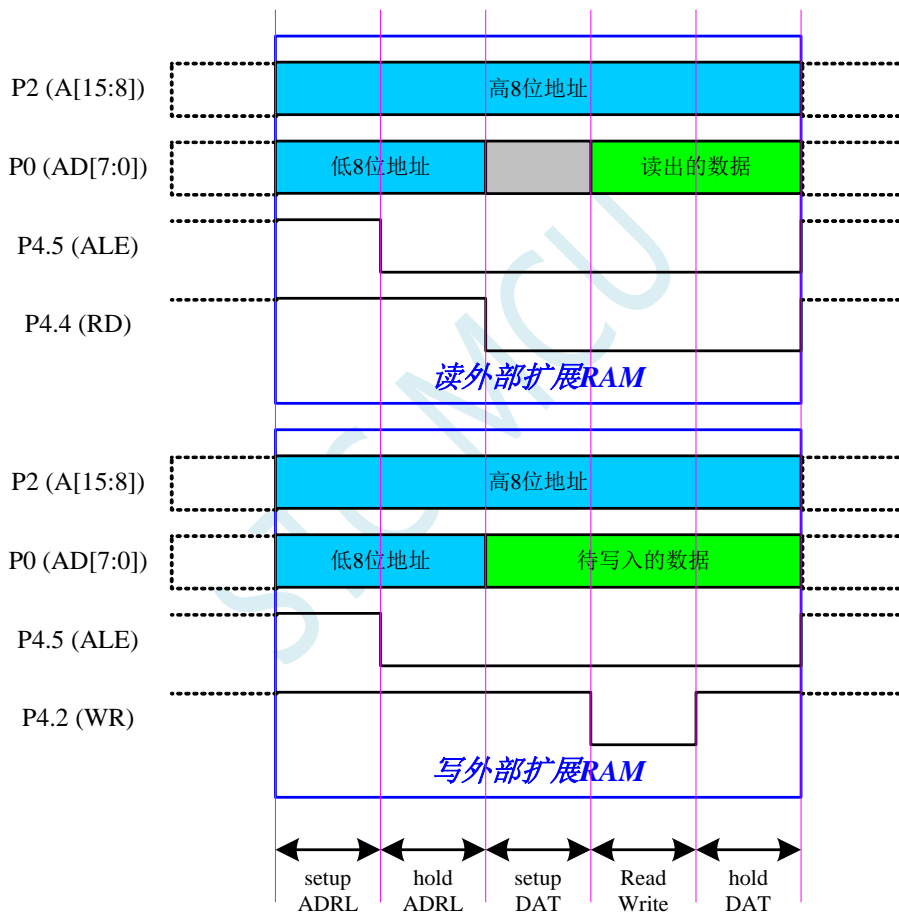 P2 (A[15:8])
高8位地址
P0 (AD[7:0])
低8位地址
读出的数据
P4.5 (ALE)
P4.4 (RD)
读外部扩展RAM
P2 (A[15:8])
高8位地址
P0 (AD[7:0])
低8位地址
待写入的数据
P4.5 (ALE)
P4.2 (WR)
写外部扩展RAM
setup
ADRL
hold
ADRL
setup
DAT
Read
Write
hold
DAT
STC MCU